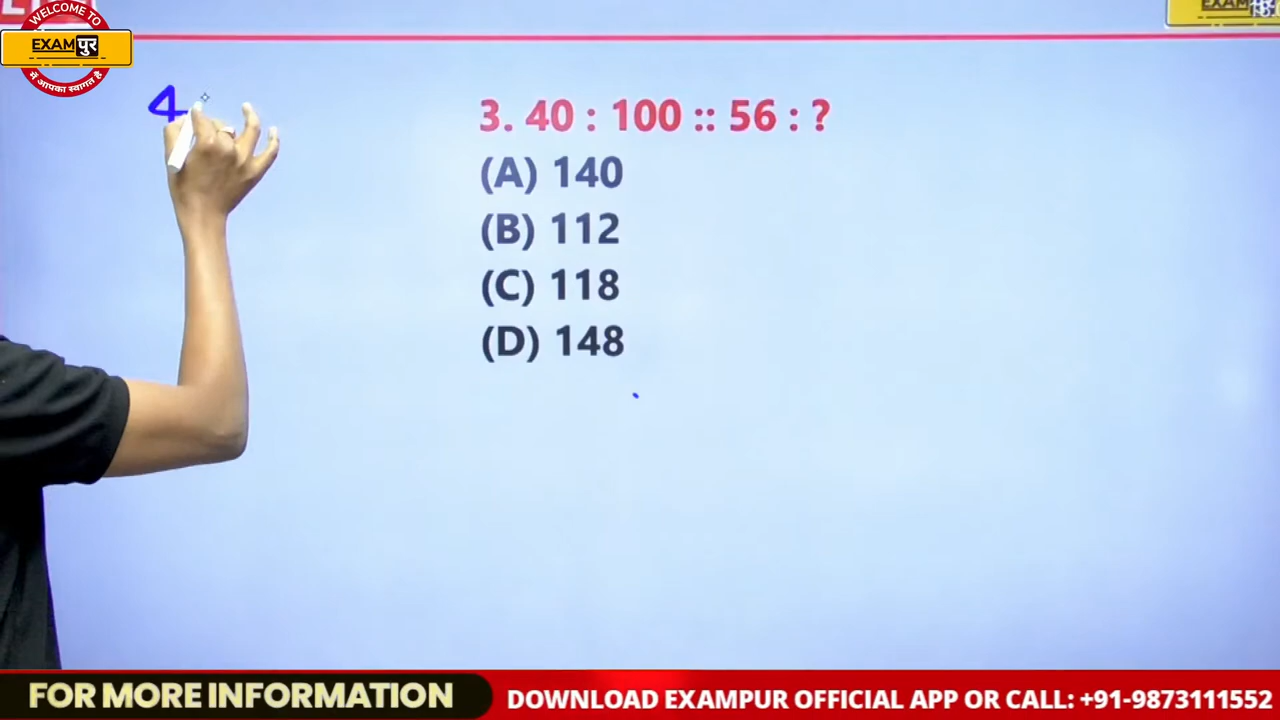 WELCOME TO
EXAMपुर
में आपका स्वागत है
EXAM
4
3. 40 : 100 :: 56 : ?
(A) 140
(B) 112
(C) 118
(D) 148
FOR MORE INFORMATION
DOWNLOAD EXAMPUR OFFICIAL APP OR CALL: +91-9873111552